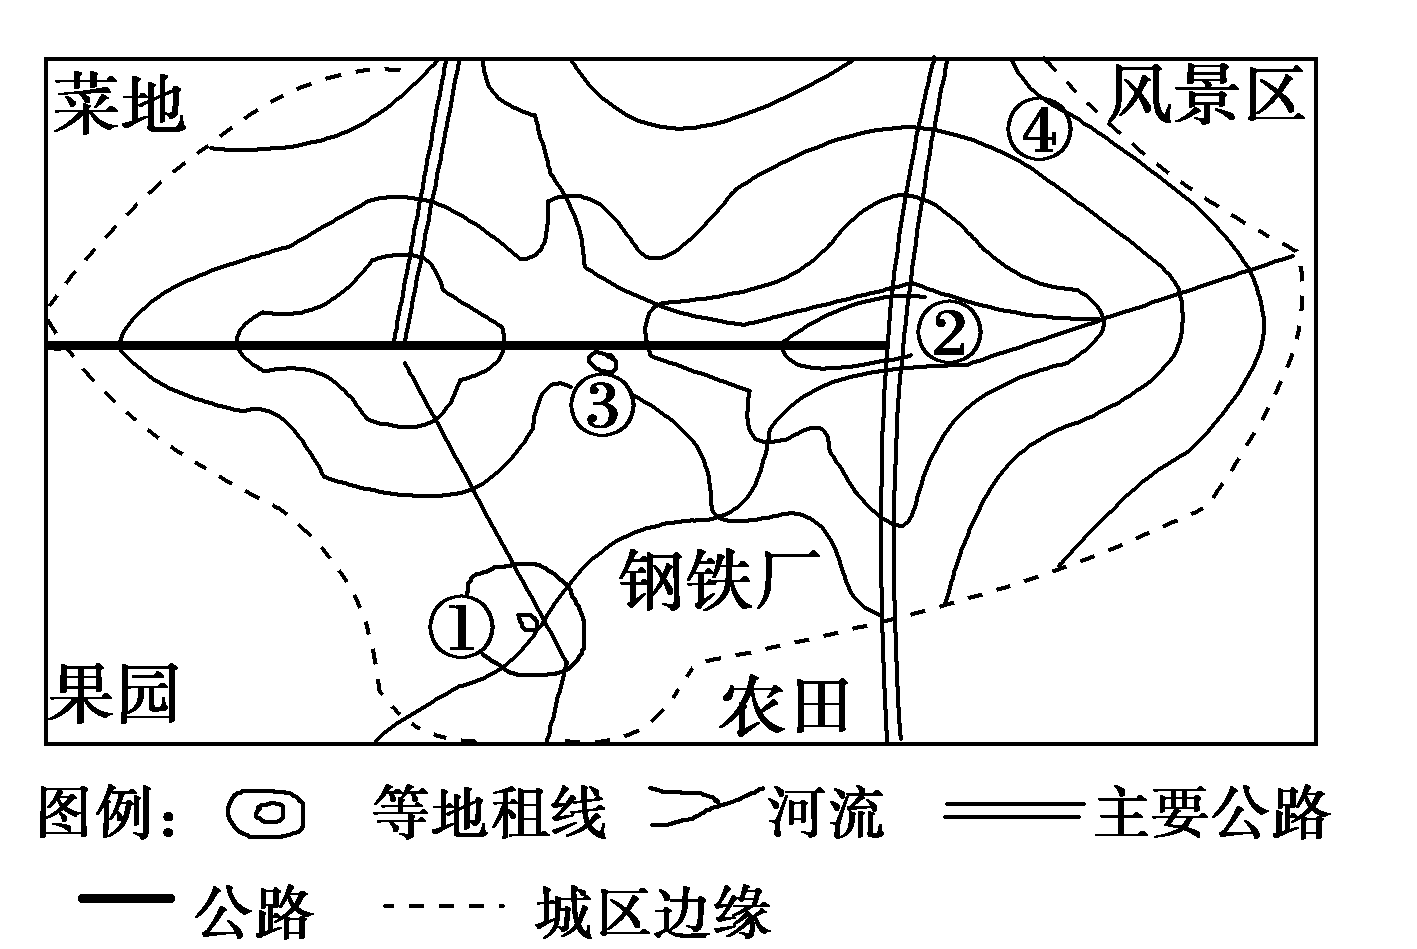 菜地
风景区
④
②
③
钢铁厂
①
果园
农田
图例：
等地租线
河流
主要公路
公路
城区边缘